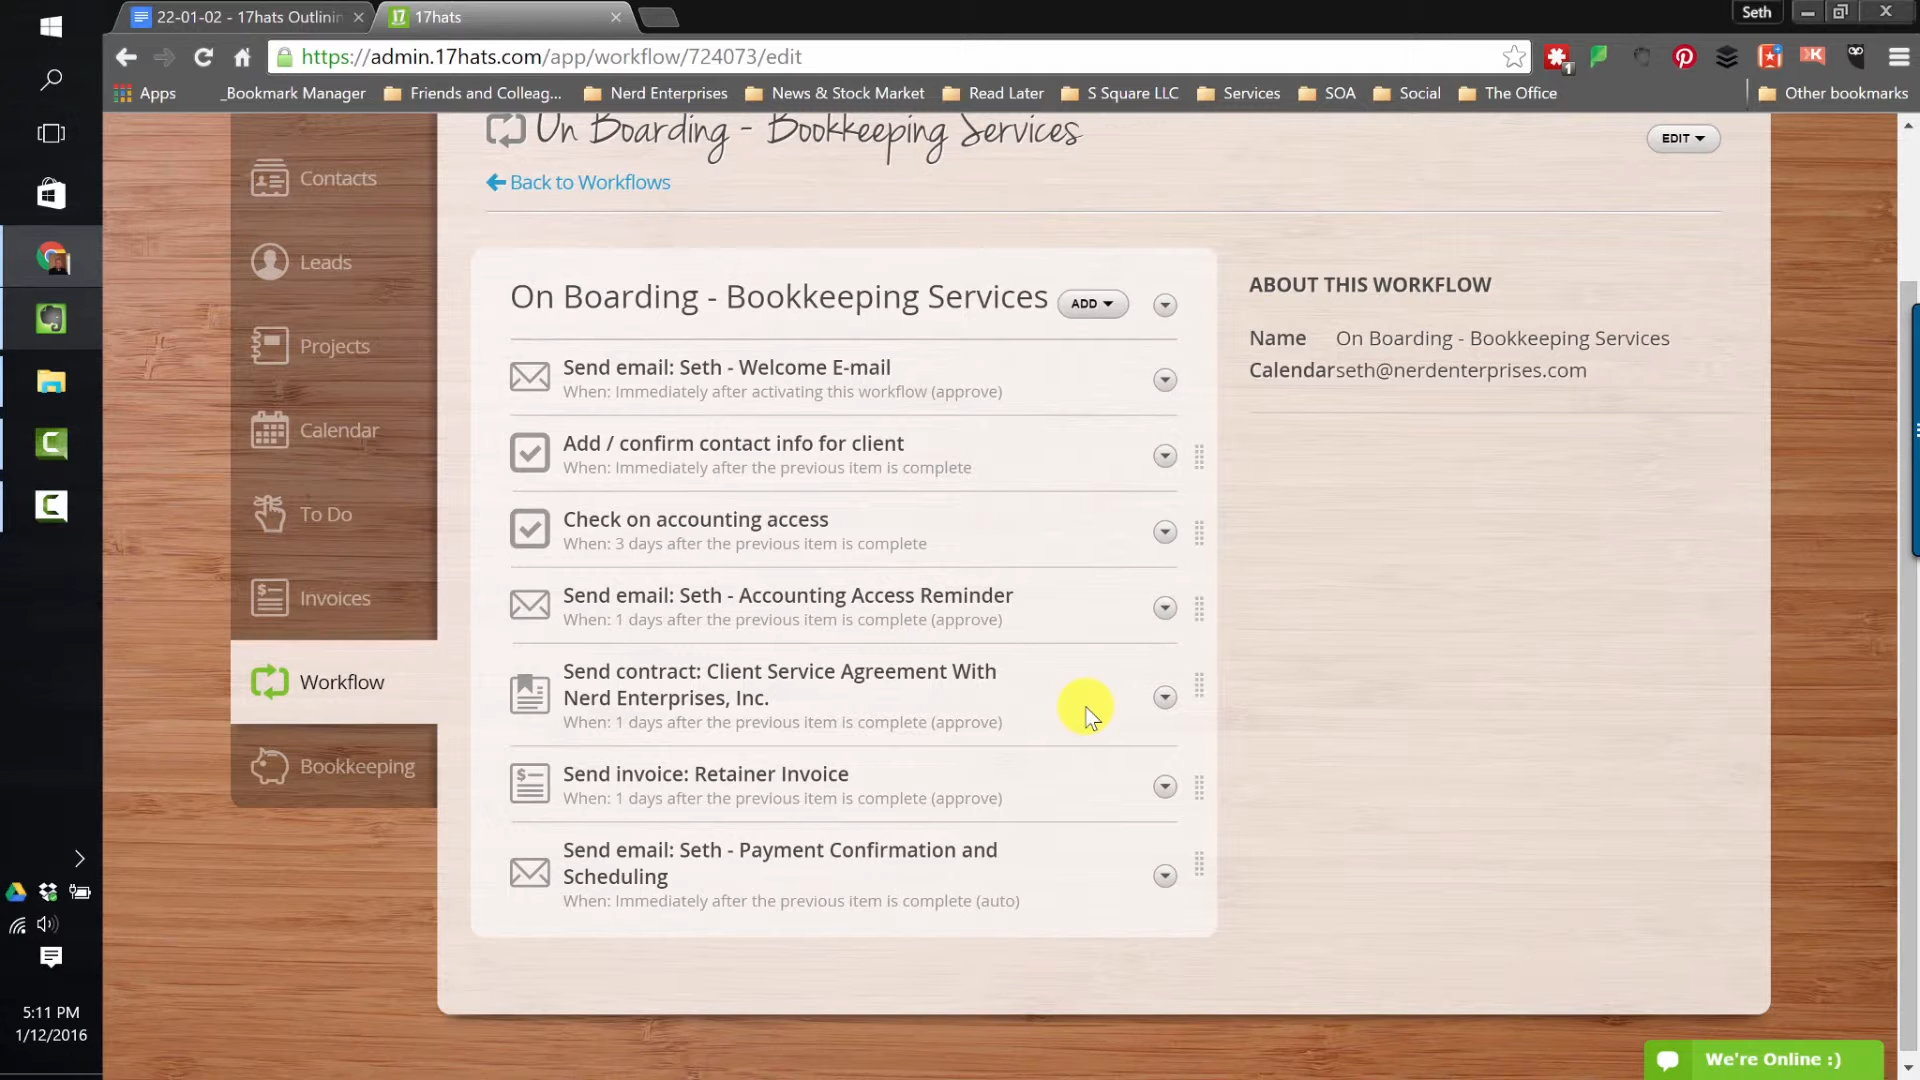 22-01-02 - 17hats Outlinin
17hats
Seth
https://admin.17hats.com/app/workflow/724073/edit
1
Apps
_Bookmark Manager
Friends and Colleag...
Nerd Enterprises
News & Stock Market
Read Later
S Square LLC
Services
SOA
Social
The Office
Other bookmarks
On Boarding - Bookkeeping Services
EDIT
Back to Workflows
Contacts
Leads
Projects
Calendar
To Do
Invoices
Workflow
Bookkeeping
On Boarding - Bookkeeping Services
ADD
Send email: Seth - Welcome E-mail
When: Immediately after activating this workflow (approve)
Add / confirm contact info for client
When: Immediately after the previous item is complete
Check on accounting access
When: 3 days after the previous item is complete
Send email: Seth - Accounting Access Reminder
When: 1 days after the previous item is complete (approve)
Send contract: Client Service Agreement With
Nerd Enterprises, Inc.
When: 1 days after the previous item is complete (approve)
Send invoice: Retainer Invoice
When: 1 days after the previous item is complete (approve)
Send email: Seth - Payment Confirmation and
Scheduling
When: Immediately after the previous item is complete (auto)
ABOUT THIS WORKFLOW
Name On Boarding - Bookkeeping Services
Calendar seth@nerdenterprises.com
5:11 PM
1/12/2016
We're Online :)